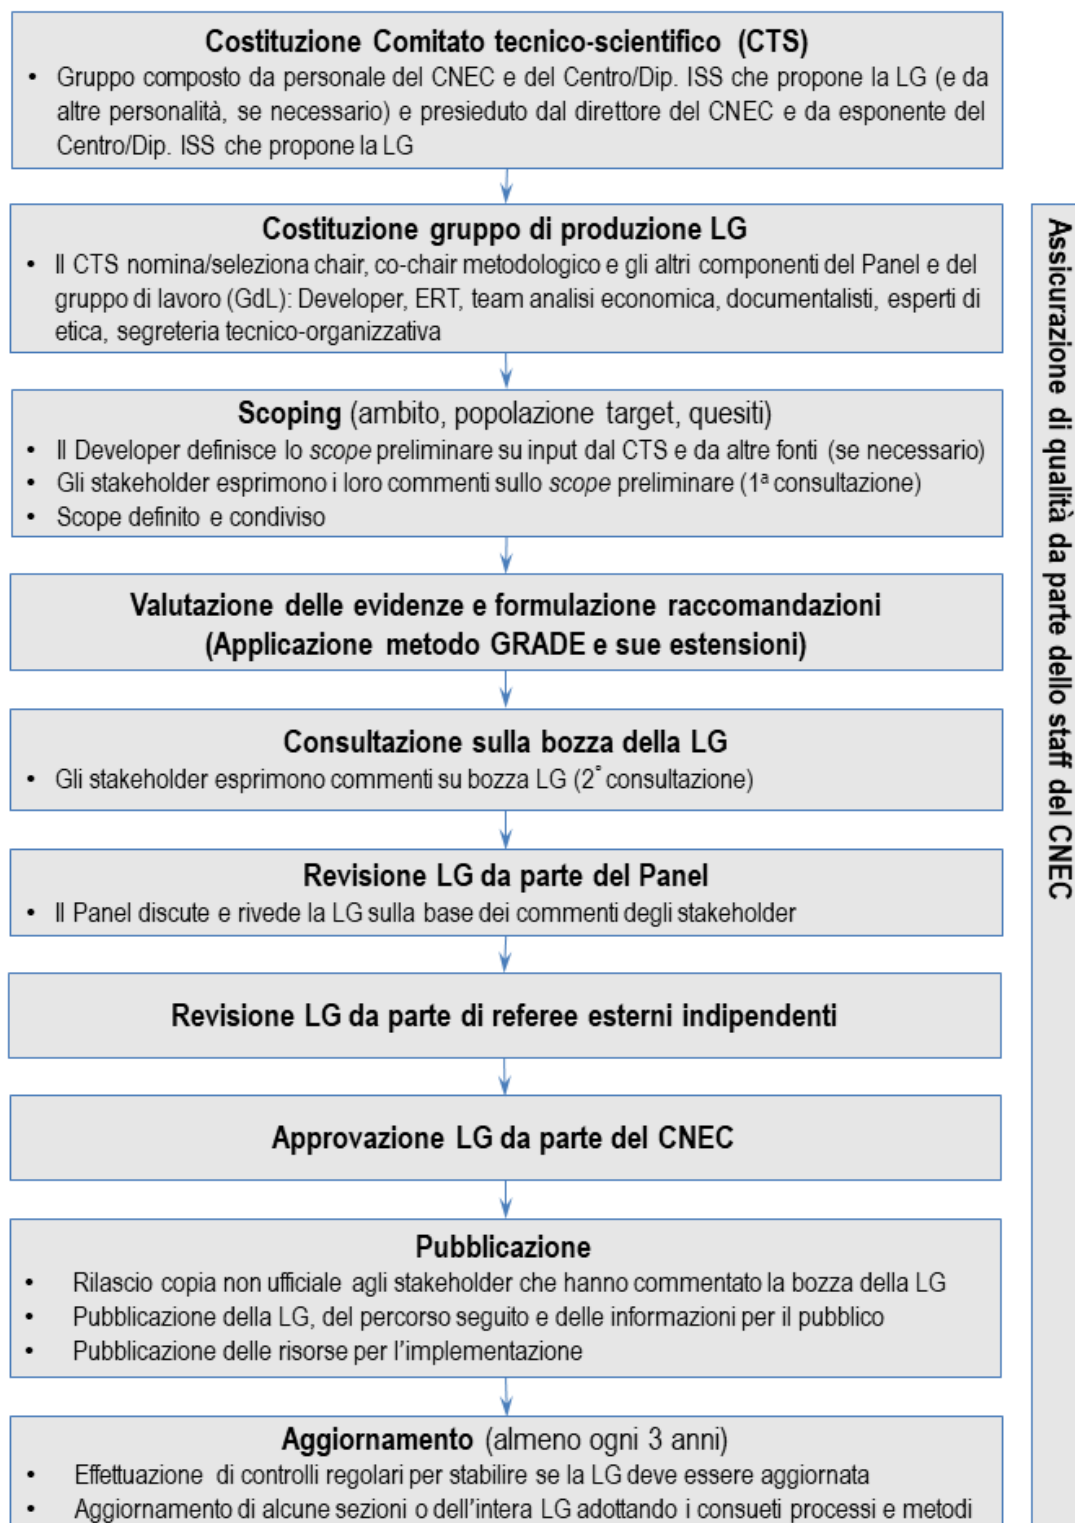 Costituzione Comitato tecnico-scientifico (CTS)
• Gruppo composto da personale del CNEC e del Centro/Dip. ISS che propone la LG (e da
altre personalità, se necessario) e presieduto dal direttore del CNEC e da esponente del
Centro/Dip. ISS che propone la LG
Costituzione gruppo di produzione LG
• Il CTS nomina/seleziona chair, co-chair metodologico e gli altri componenti del Panel e del
gruppo di lavoro (GdL): Developer, ERT, team analisi economica, documentalisti, esperti di
etica, segreteria tecnico-organizzativa
Scoping (ambito, popolazione target, quesiti)
• Il Developer definisce lo scope preliminare su input dal CTS e da altre fonti (se necessario)
• Gli stakeholder esprimono i loro commenti sullo scope preliminare (1ª consultazione)
• Scope definito e condiviso
Valutazione delle evidenze e formulazione raccomandazioni
(Applicazione metodo GRADE e sue estensioni)
Consultazione sulla bozza della LG
• Gli stakeholder esprimono commenti su bozza LG (2° consultazione)
Revisione LG da parte del Panel
• Il Panel discute e rivede la LG sulla base dei commenti degli stakeholder
Revisione LG da parte di referee esterni indipendenti
Approvazione LG da parte del CNEC
Pubblicazione
• Rilascio copia non ufficiale agli stakeholder che hanno commentato la bozza della LG
• Pubblicazione della LG, del percorso seguito e delle informazioni per il pubblico
• Pubblicazione delle risorse per l'implementazione
Aggiornamento (almeno ogni 3 anni)
• Effettuazione di controlli regolari per stabilire se la LG deve essere aggiornata
• Aggiornamento di alcune sezioni o dell'intera LG adottando i consueti processi e metodi
Assicurazione di qualità da parte dello staff del CNEC